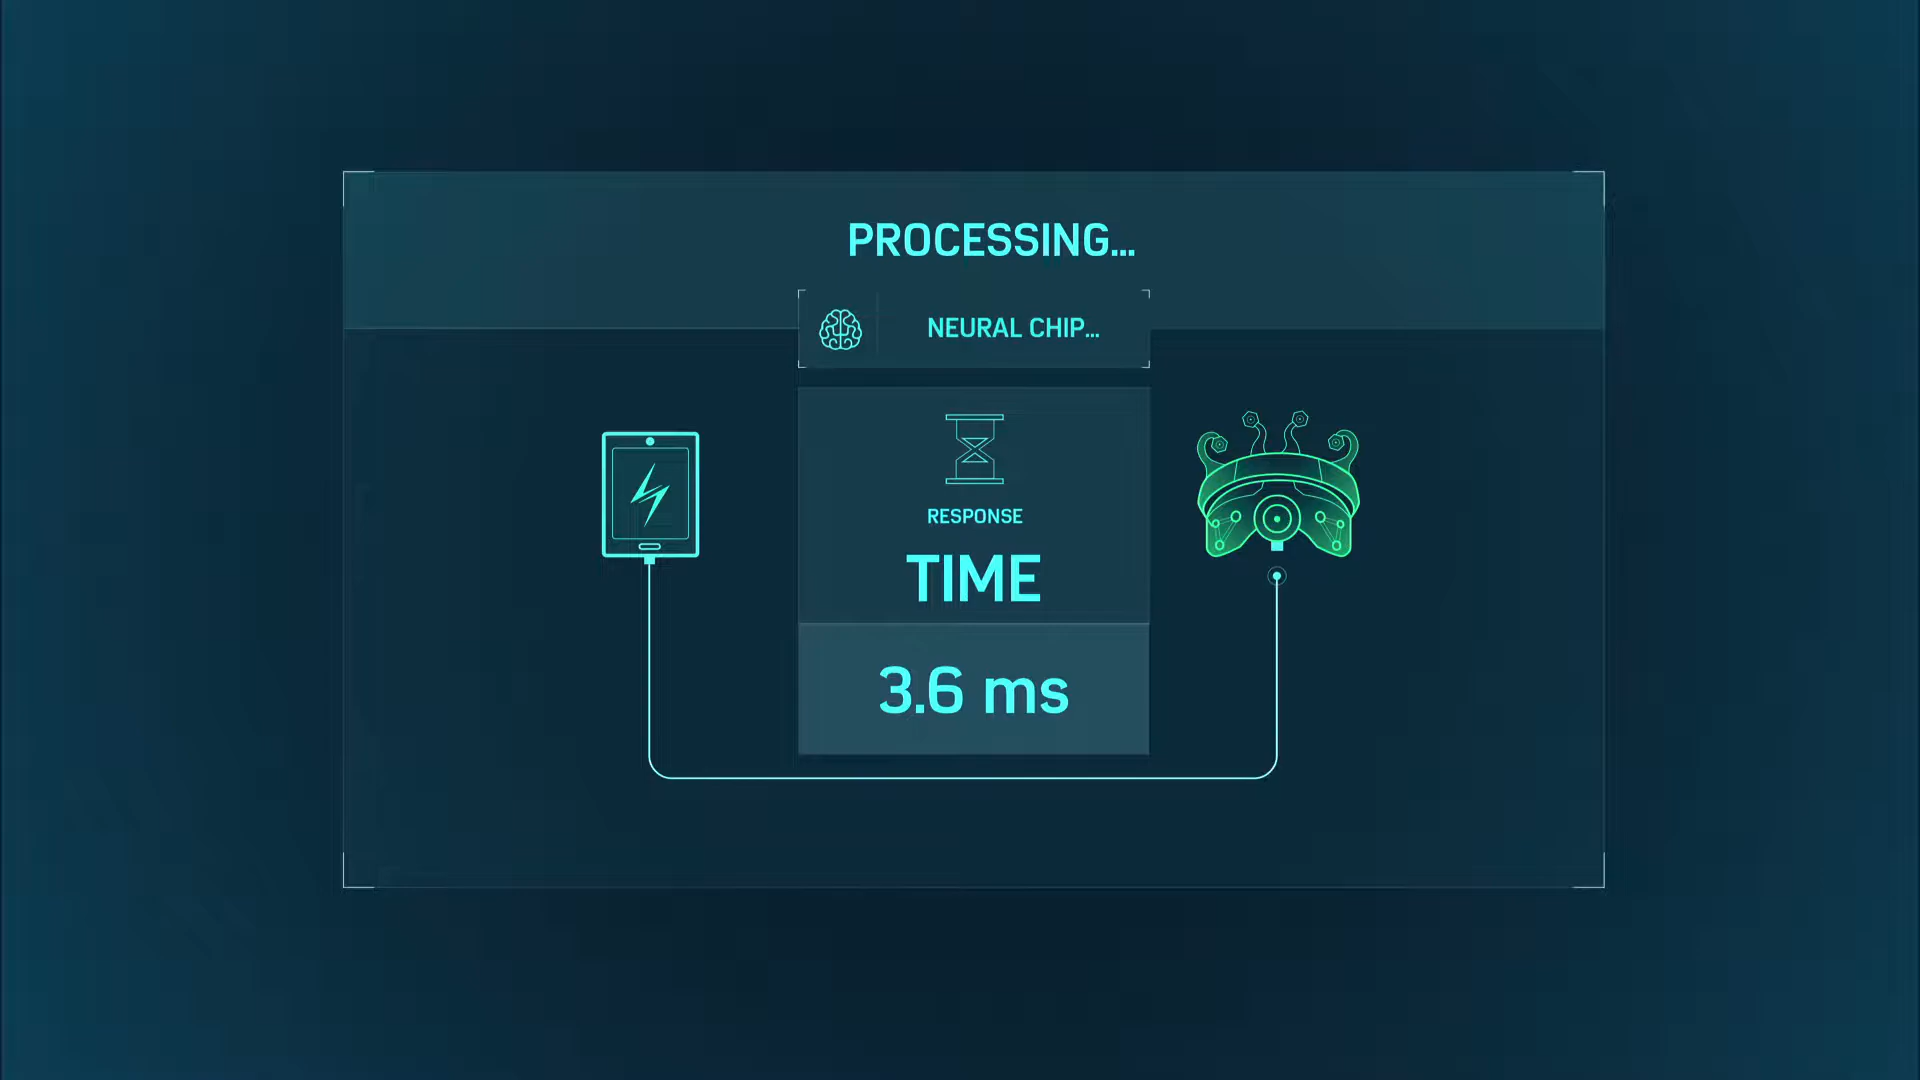 PROCESSING...
NEURAL CHIP...
RESPONSE
TIME
3.6 ms